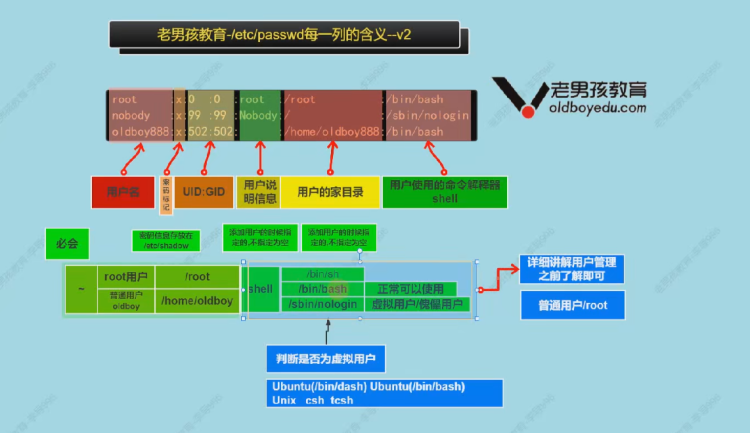 老男孩教育-/etc/passwd每一列的含义--v2
老男孩教育
oldboyedu.com
root :x:0 :0 :root :/root :/bin/bash
nobody :x:99 :99 :Nobody:/ :/sbin/nologin
oldboy888:x:502:502: :/home/oldboy888:/bin/bash
用户名
密码标记
UID:GID
用户说明信息
用户的家目录
用户使用的命令解释器
shell
必会
密码信息存放在
/etc/shadow
添加用户的时候指定的,不指定为空
添加用户的时候指定的,不指定为空
~
root用户 /root
普通用户
oldboy
/home/oldboy
shell
/bin/sh
/bin/bash 正常可以使用
/sbin/nologin 虚拟用户/傀儡用户
详细讲解用户管理
之前了解即可
普通用户/root
判断是否为虚拟用户
Ubuntu(/bin/dash) Ubuntu(/bin/bash)
Unix csh tcsh